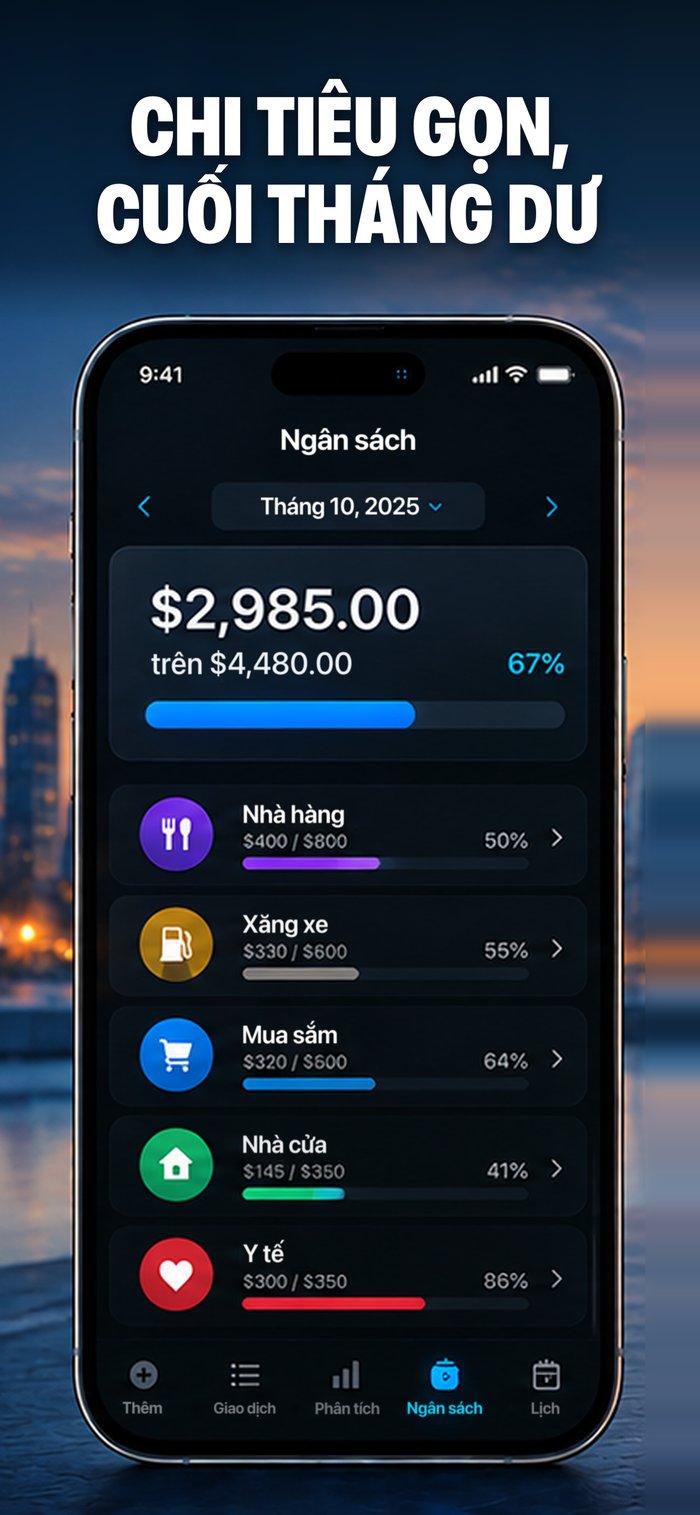 CHI TIÊU GỌN,
CUỐI THÁNG DƯ
9:41
Ngân sách
Tháng 10, 2025
$2,985.00
trên $4,480.00
67%
Nhà hàng
$400 / $800
50%
Xăng xe
$330 / $600
55%
Mua sắm
$320 / $600
64%
Nhà cửa
$145 / $350
41%
Y tế
$300 / $350
86%
Thêm
Giao dịch
Phân tích
Ngân sách
Lịch